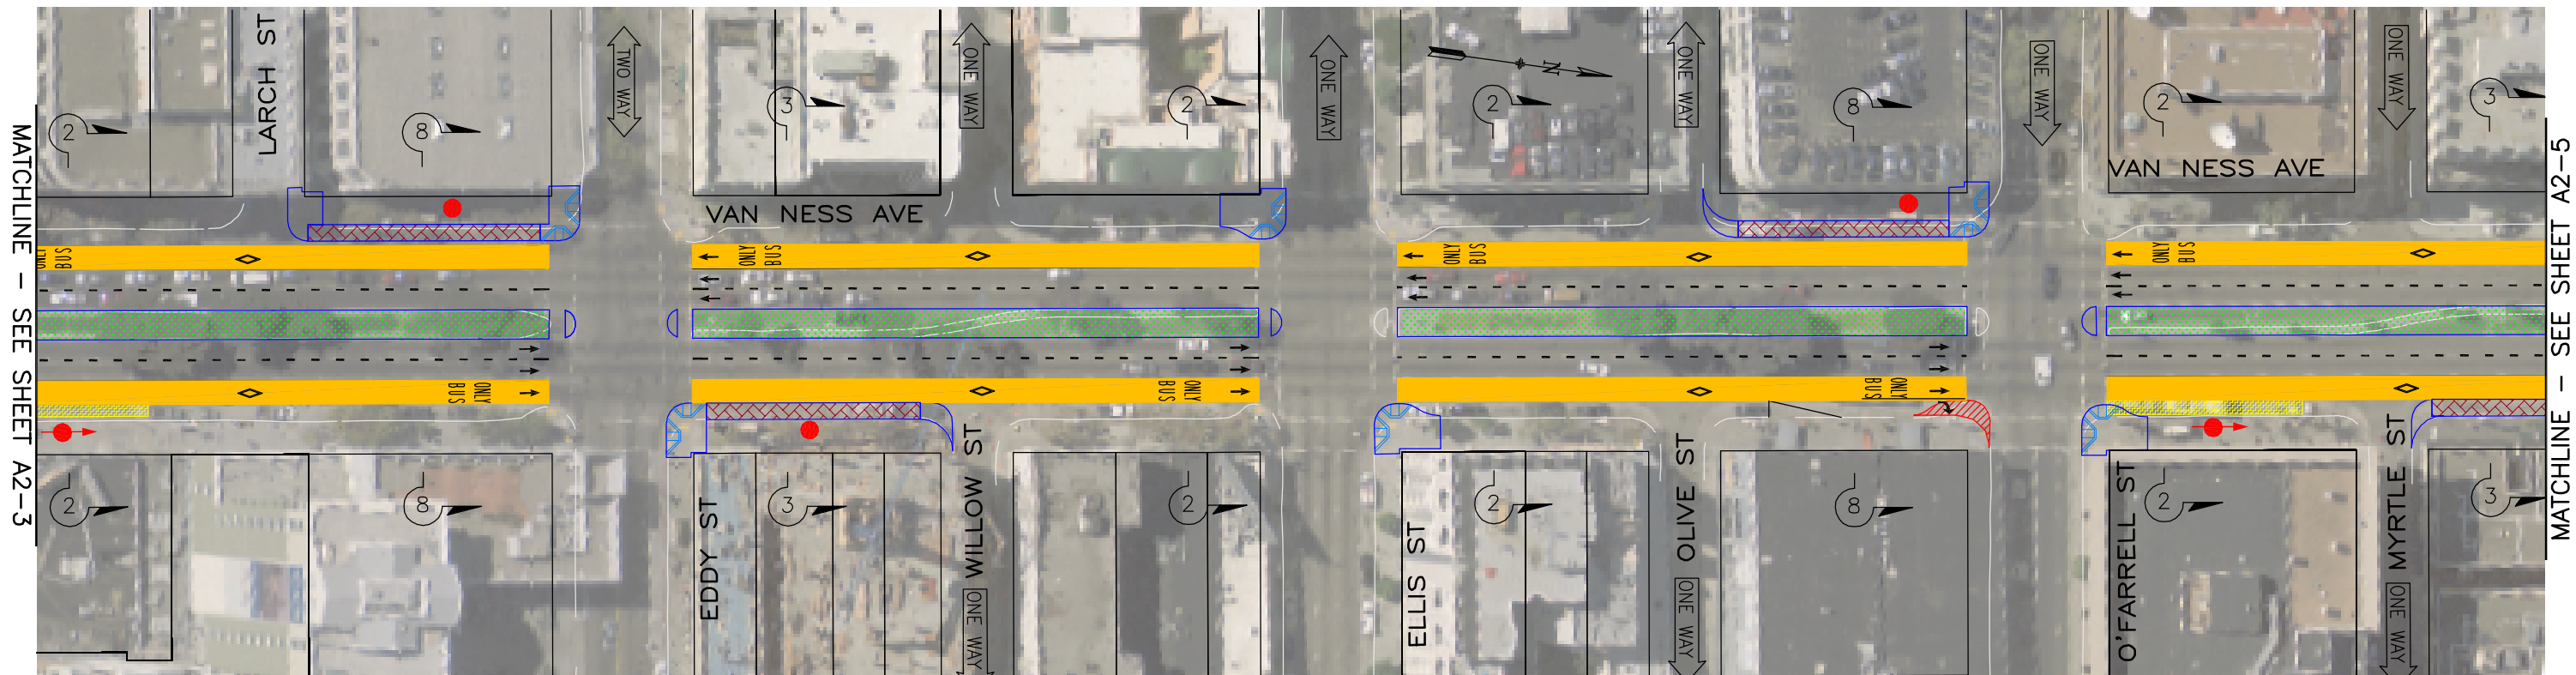 LARCH ST
TWO WAY
ONE WAY
ONE WAY
ONE WAY
ONE WAY
ONE WAY
2
8
3
2
N
2
8
2
3
VAN NESS AVE
VAN NESS AVE
MATCHLINE - SEE SHEET A2-3
MATCHLINE - SEE SHEET A2-5
ONLY
BUS
ONLY
BUS
ONLY
BUS
ONLY
BUS
BUS
ONLY
BUS
ONLY
BUS
ONLY
2
8
EDDY ST
3
WILLOW ST
ONE WAY
2
ELLIS ST
2
OLIVE ST
ONE WAY
8
O'FARRELL ST
2
MYRTLE ST
ONE WAY
3